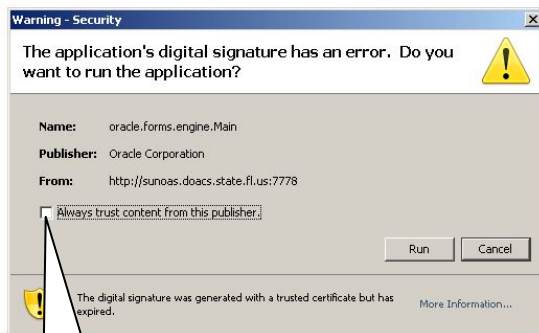 Warning - Security
The application's digital signature has an error. Do you
want to run the application?
Name: oracle.forms.engine.Main
Publisher: Oracle Corporation
From: http://sunoas.doacs.state.fl.us:7778
Always trust content from this publisher.
Run Cancel
The digital signature was generated with a trusted certificate but has
expired.
More Information...